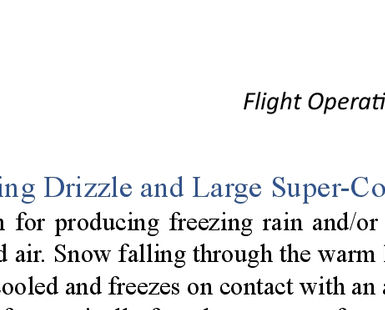 Flight Operati
ing Drizzle and Large Super-Co
n for producing freezing rain and/or
d air. Snow falling through the warm
ooled and freezes on contact with an a